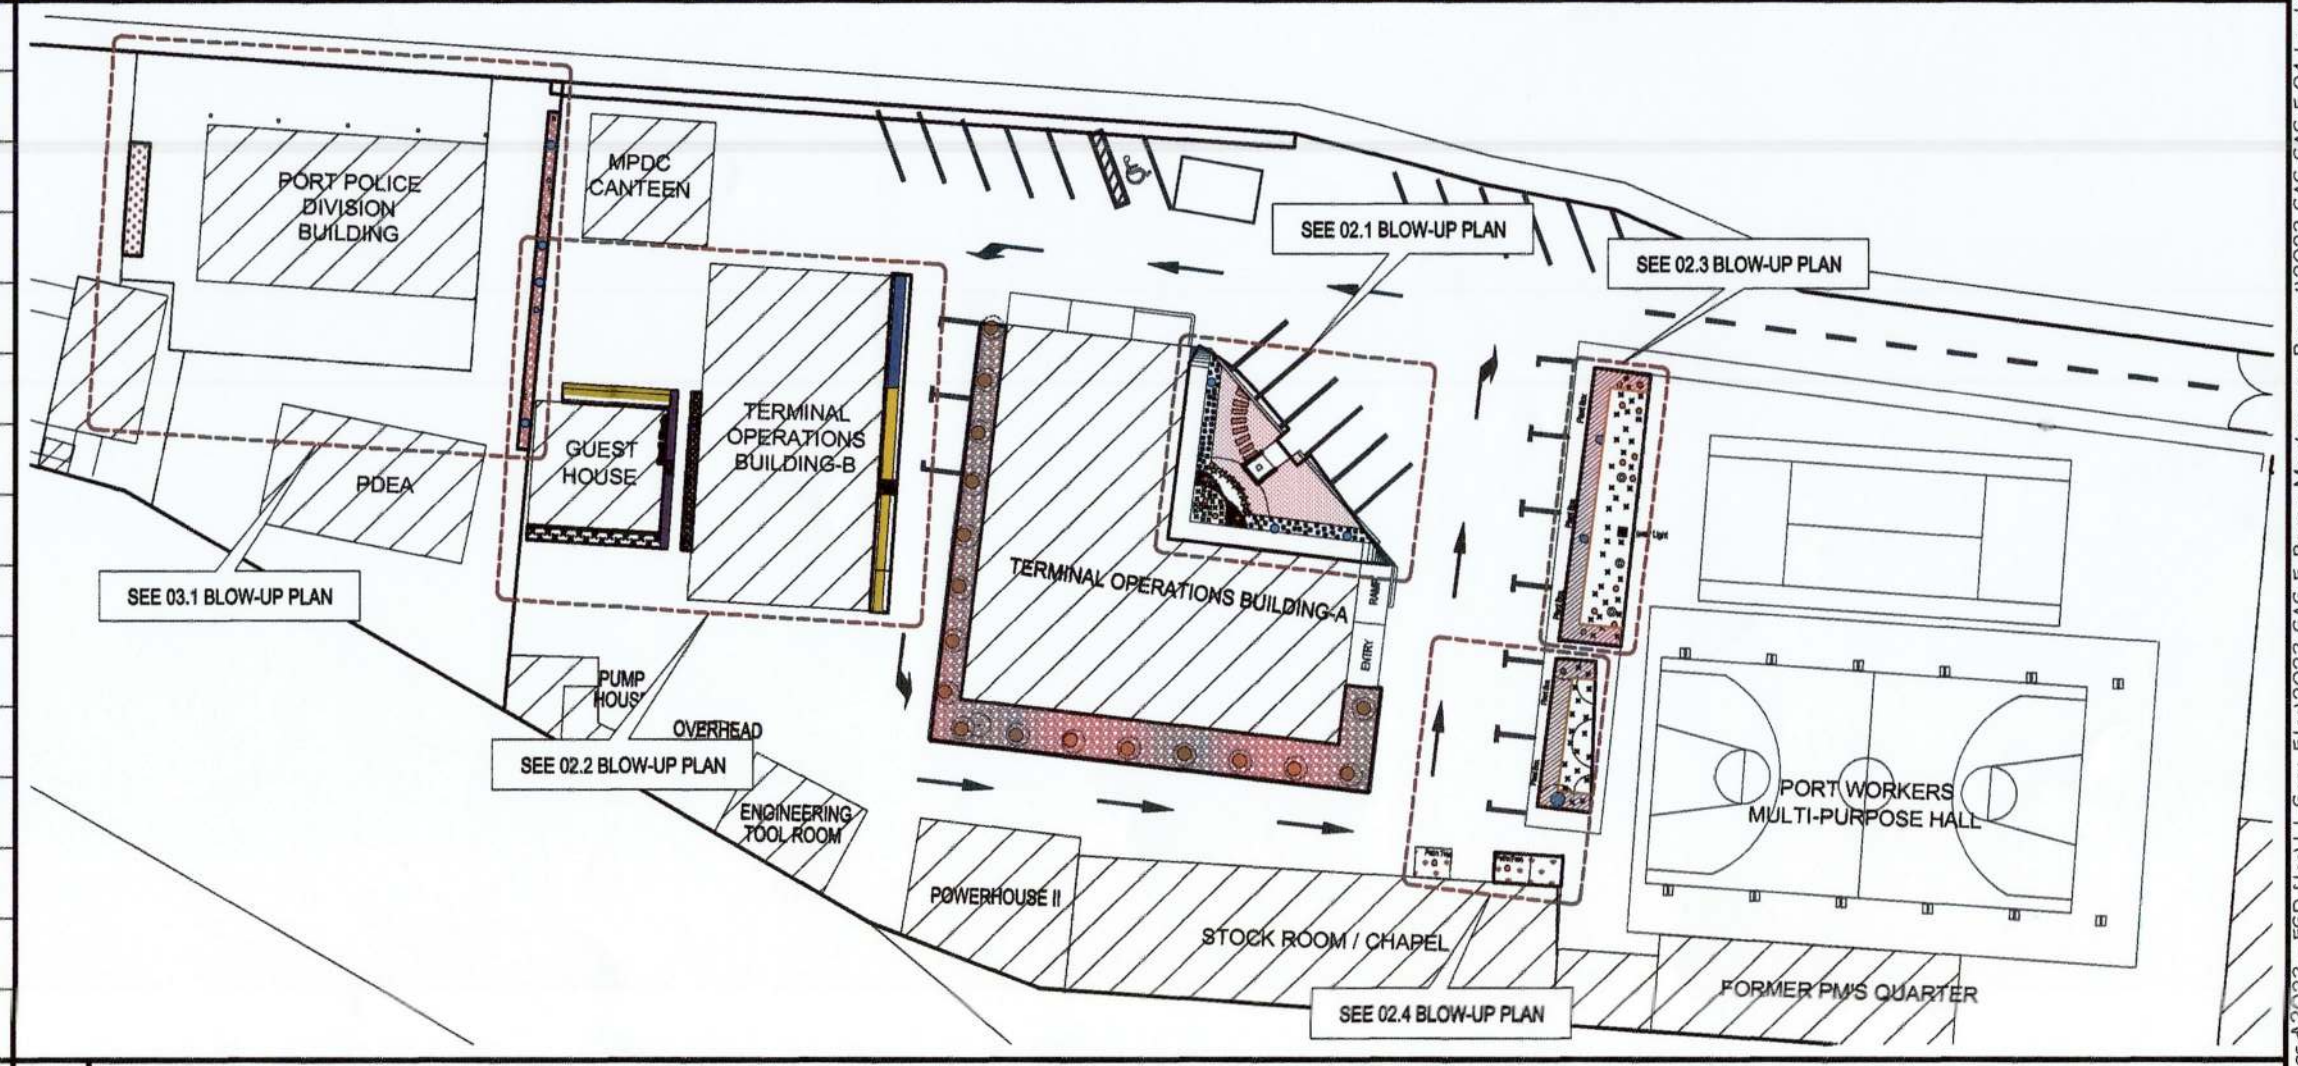 PORT POLICE
DIVISION
BUILDING
MPDC
CANTEEN
SEE 02.1 BLOW-UP PLAN
SEE 02.3 BLOW-UP PLAN
GUEST
HOUSE
TERMINAL
OPERATIONS
BUILDING-B
PDEA
SEE 03.1 BLOW-UP PLAN
TERMINAL OPERATIONS BUILDING-A
RAMP
ENTRY
Light
PUMP
HOUS
OVERHEAD
SEE 02.2 BLOW-UP PLAN
ENGINEERING
TOOL ROOM
POWERHOUSE II
STOCK ROOM / CHAPEL
SEE 02.4 BLOW-UP PLAN
PORT WORKERS
MULTI-PURPOSE HALL
FORMER PM'S QUARTER